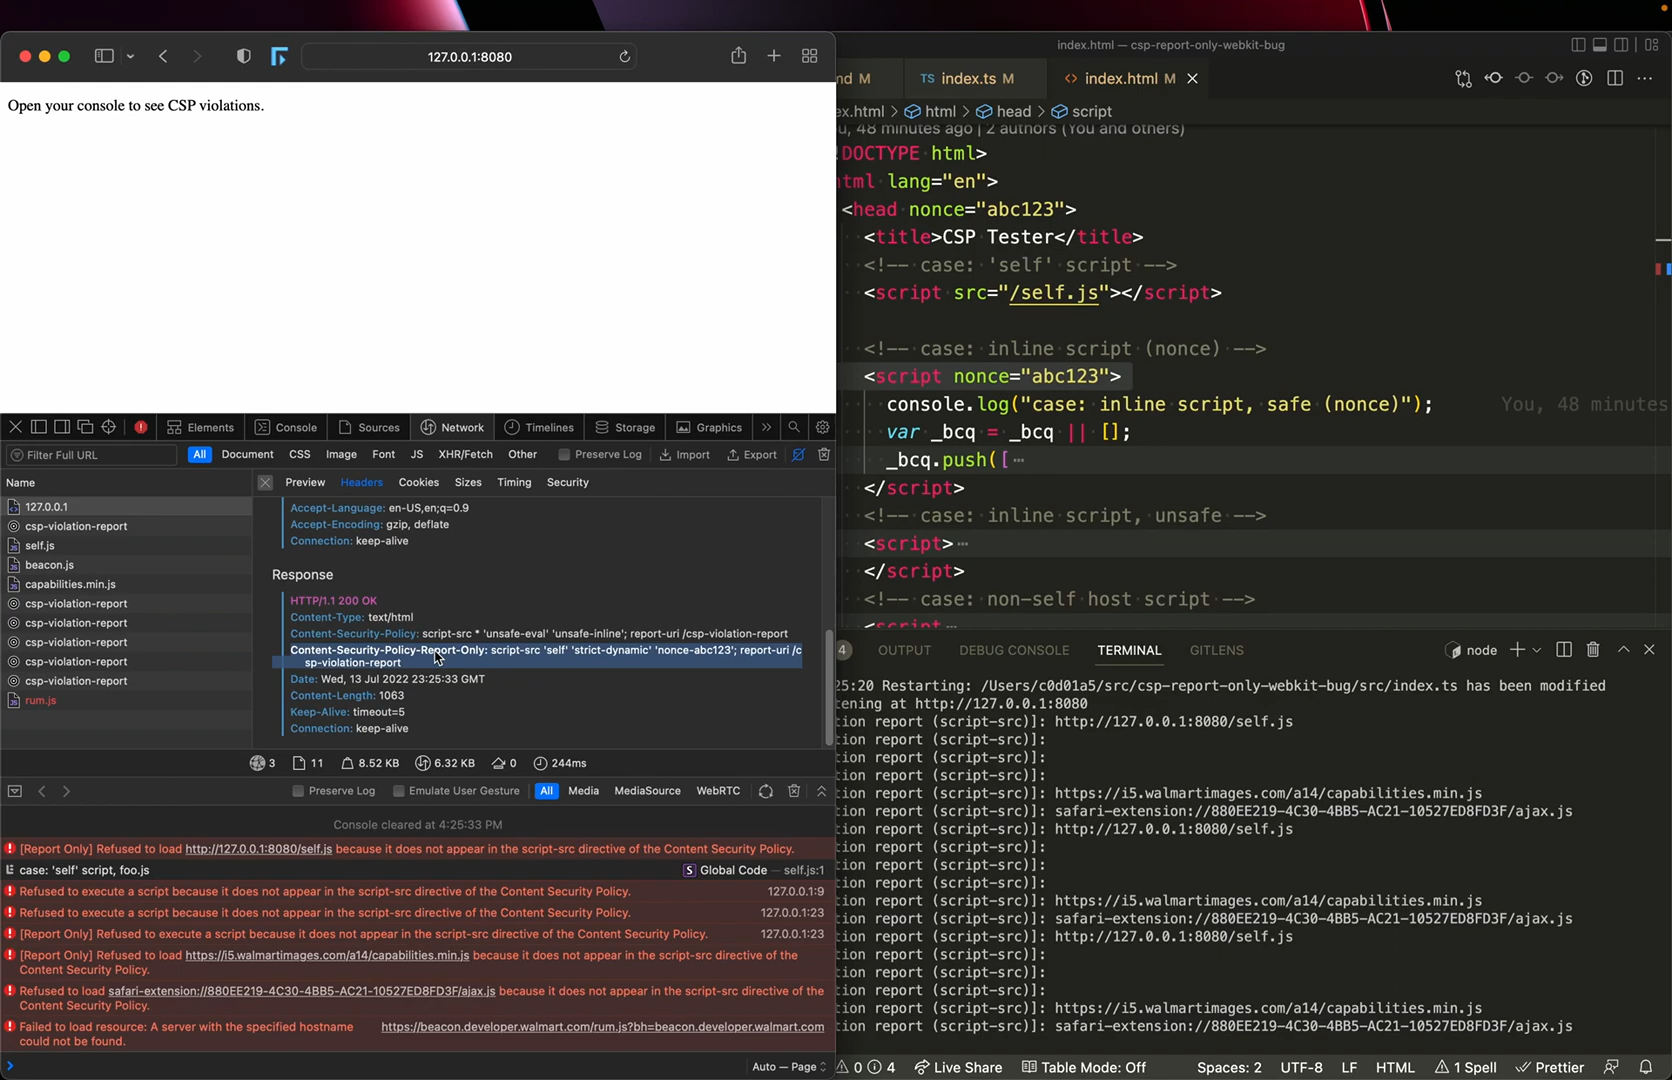 127.0.0.1:8080
Open your console to see CSP violations.
Elements
Console
Sources
Network
Timelines
Storage
Graphics
Filter Full URL
All
Document
CSS
Image
Font
JS
XHR/Fetch
Other
Preserve Log
Import
Export
Name
Preview
Headers
Cookies
Sizes
Timing
Security
127.0.0.1
csp-violation-report
self.js
beacon.js
capabilities.min.js
csp-violation-report
csp-violation-report
csp-violation-report
csp-violation-report
csp-violation-report
rum.js
Accept-Language: en-US,en;q=0.9
Accept-Encoding: gzip, deflate
Connection: keep-alive
Response
HTTP/1.1 200 OK
Content-Type: text/html
Content-Security-Policy: script-src * 'unsafe-eval' 'unsafe-inline'; report-uri /csp-violation-report
Content-Security-Policy-Report-Only: script-src 'self' 'strict-dynamic' 'nonce-abc123'; report-uri /c
sp-violation-report
Date: Wed, 13 Jul 2022 23:25:33 GMT
Content-Length: 1063
Keep-Alive: timeout=5
Connection: keep-alive
3
11
8.52 KB
6.32 KB
0
244ms
Preserve Log
Emulate User Gesture
All
Media
MediaSource
WebRTC
Console cleared at 4:25:33 PM
[Report Only] Refused to load http://127.0.0.1:8080/self.js because it does not appear in the script-src directive of the Content Security Policy.
case: 'self' script, foo.js
S Global Code — self.js:1
Refused to execute a script because it does not appear in the script-src directive of the Content Security Policy.
127.0.0.1:9
Refused to execute a script because it does not appear in the script-src directive of the Content Security Policy.
127.0.0.1:23
[Report Only] Refused to execute a script because it does not appear in the script-src directive of the Content Security Policy.
127.0.0.1:23
[Report Only] Refused to load https://i5.walmartimages.com/a14/capabilities.min.js because it does not appear in the script-src directive of the
Content Security Policy.
Refused to load safari-extension://880EE219-4C30-4BB5-AC21-10527ED8FD3F/ajax.js because it does not appear in the script-src directive of the
Content Security Policy.
Failed to load resource: A server with the specified hostname
could not be found.
https://beacon.developer.walmart.com/rum.js?bh=beacon.developer.walmart.com
Auto — Page
index.html — csp-report-only-webkit-bug
nd M
TS index.ts M
index.html M
ex.html > html > head > script
u, 48 minutes ago | 2 authors (You and others)
!DOCTYPE html>
tml lang="en">
<head nonce="abc123">
<title>CSP Tester</title>
<!-- case: 'self' script -->
<script src="/self.js"></script>
<!-- case: inline script (nonce) -->
<script nonce="abc123">
console.log("case: inline script, safe (nonce)");
You, 48 minutes
var _bcq = _bcq || [];
_bcq.push([ ⋯
</script>
<!-- case: inline script, unsafe -->
<script> ⋯
</script>
<!-- case: non-self host script -->
<script ⋯
4
OUTPUT
DEBUG CONSOLE
TERMINAL
GITLENS
node
25:20 Restarting: /Users/c0d01a5/src/csp-report-only-webkit-bug/src/index.ts has been modified
tening at http://127.0.0.1:8080
tion report (script-src)]: http://127.0.0.1:8080/self.js
tion report (script-src)]:
tion report (script-src)]:
tion report (script-src)]:
tion report (script-src)]: https://i5.walmartimages.com/a14/capabilities.min.js
tion report (script-src)]: safari-extension://880EE219-4C30-4BB5-AC21-10527ED8FD3F/ajax.js
tion report (script-src)]: http://127.0.0.1:8080/self.js
tion report (script-src)]:
tion report (script-src)]:
tion report (script-src)]:
tion report (script-src)]: https://i5.walmartimages.com/a14/capabilities.min.js
tion report (script-src)]: safari-extension://880EE219-4C30-4BB5-AC21-10527ED8FD3F/ajax.js
tion report (script-src)]: http://127.0.0.1:8080/self.js
tion report (script-src)]:
tion report (script-src)]:
tion report (script-src)]:
tion report (script-src)]: https://i5.walmartimages.com/a14/capabilities.min.js
tion report (script-src)]: safari-extension://880EE219-4C30-4BB5-AC21-10527ED8FD3F/ajax.js
0
4
Live Share
Table Mode: Off
Spaces: 2
UTF-8
LF
HTML
1 Spell
Prettier